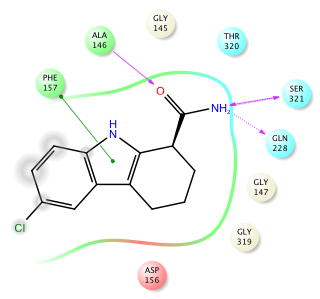 GLY
145
ALA
146
THR
320
PHE
157
O
SER
321
NH2
H
N
GLN
228
GLY
147
Cl
GLY
319
ASP
156